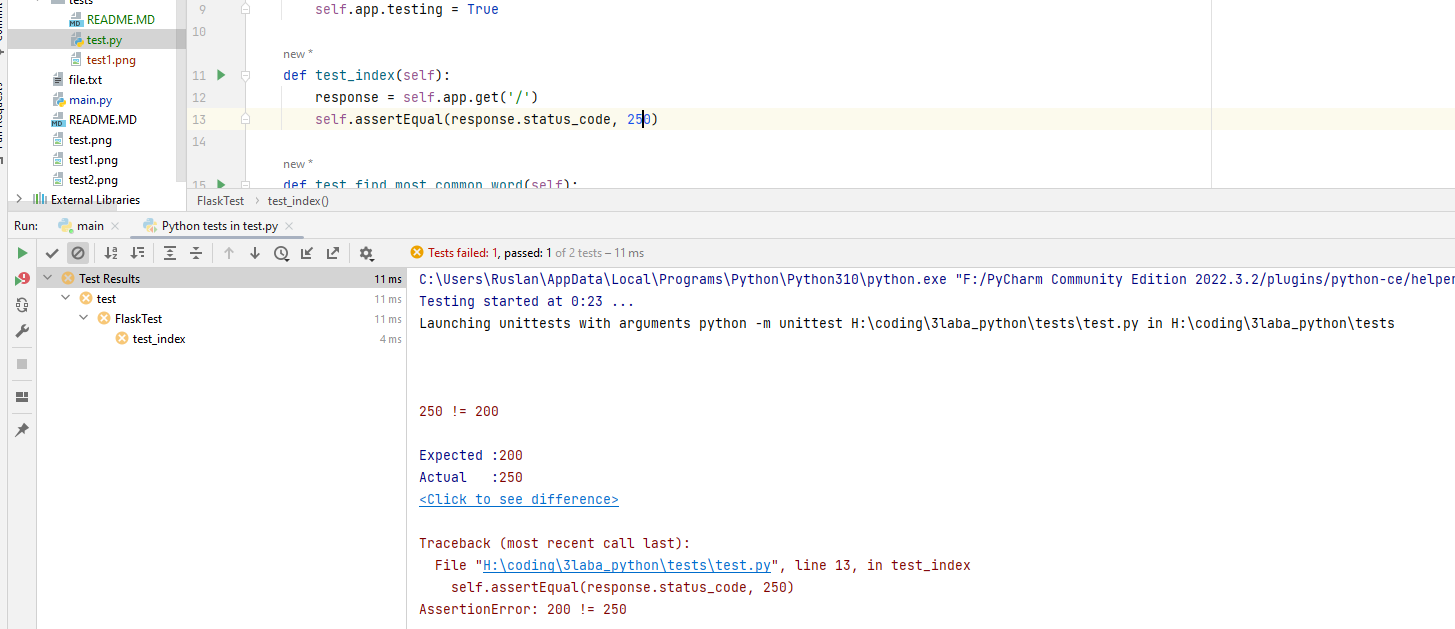 tests
README.MD
test.py
test1.png
file.txt
main.py
README.MD
test.png
test1.png
test2.png
External Libraries
9 self.app.testing = True
10
new *
11 def test_index(self):
12 response = self.app.get('/')
13 self.assertEqual(response.status_code, 250)
14
new *
15 def test_find_most_common_word(self):
FlaskTest > test_index()
Run: main × Python tests in test.py ×
Tests failed: 1, passed: 1 of 2 tests – 11 ms
Test Results 11 ms
test 11 ms
FlaskTest 11 ms
test_index 4 ms
C:\Users\Ruslan\AppData\Local\Programs\Python\Python310\python.exe "F:/PyCharm Community Edition 2022.3.2/plugins/python-ce/helper
Testing started at 0:23 ...
Launching unittests with arguments python -m unittest H:\coding\3laba_python\tests\test.py in H:\coding\3laba_python\tests
250 != 200
Expected :200
Actual :250
<Click to see difference>
Traceback (most recent call last):
File "H:\coding\3laba_python\tests\test.py", line 13, in test_index
self.assertEqual(response.status_code, 250)
AssertionError: 200 != 250